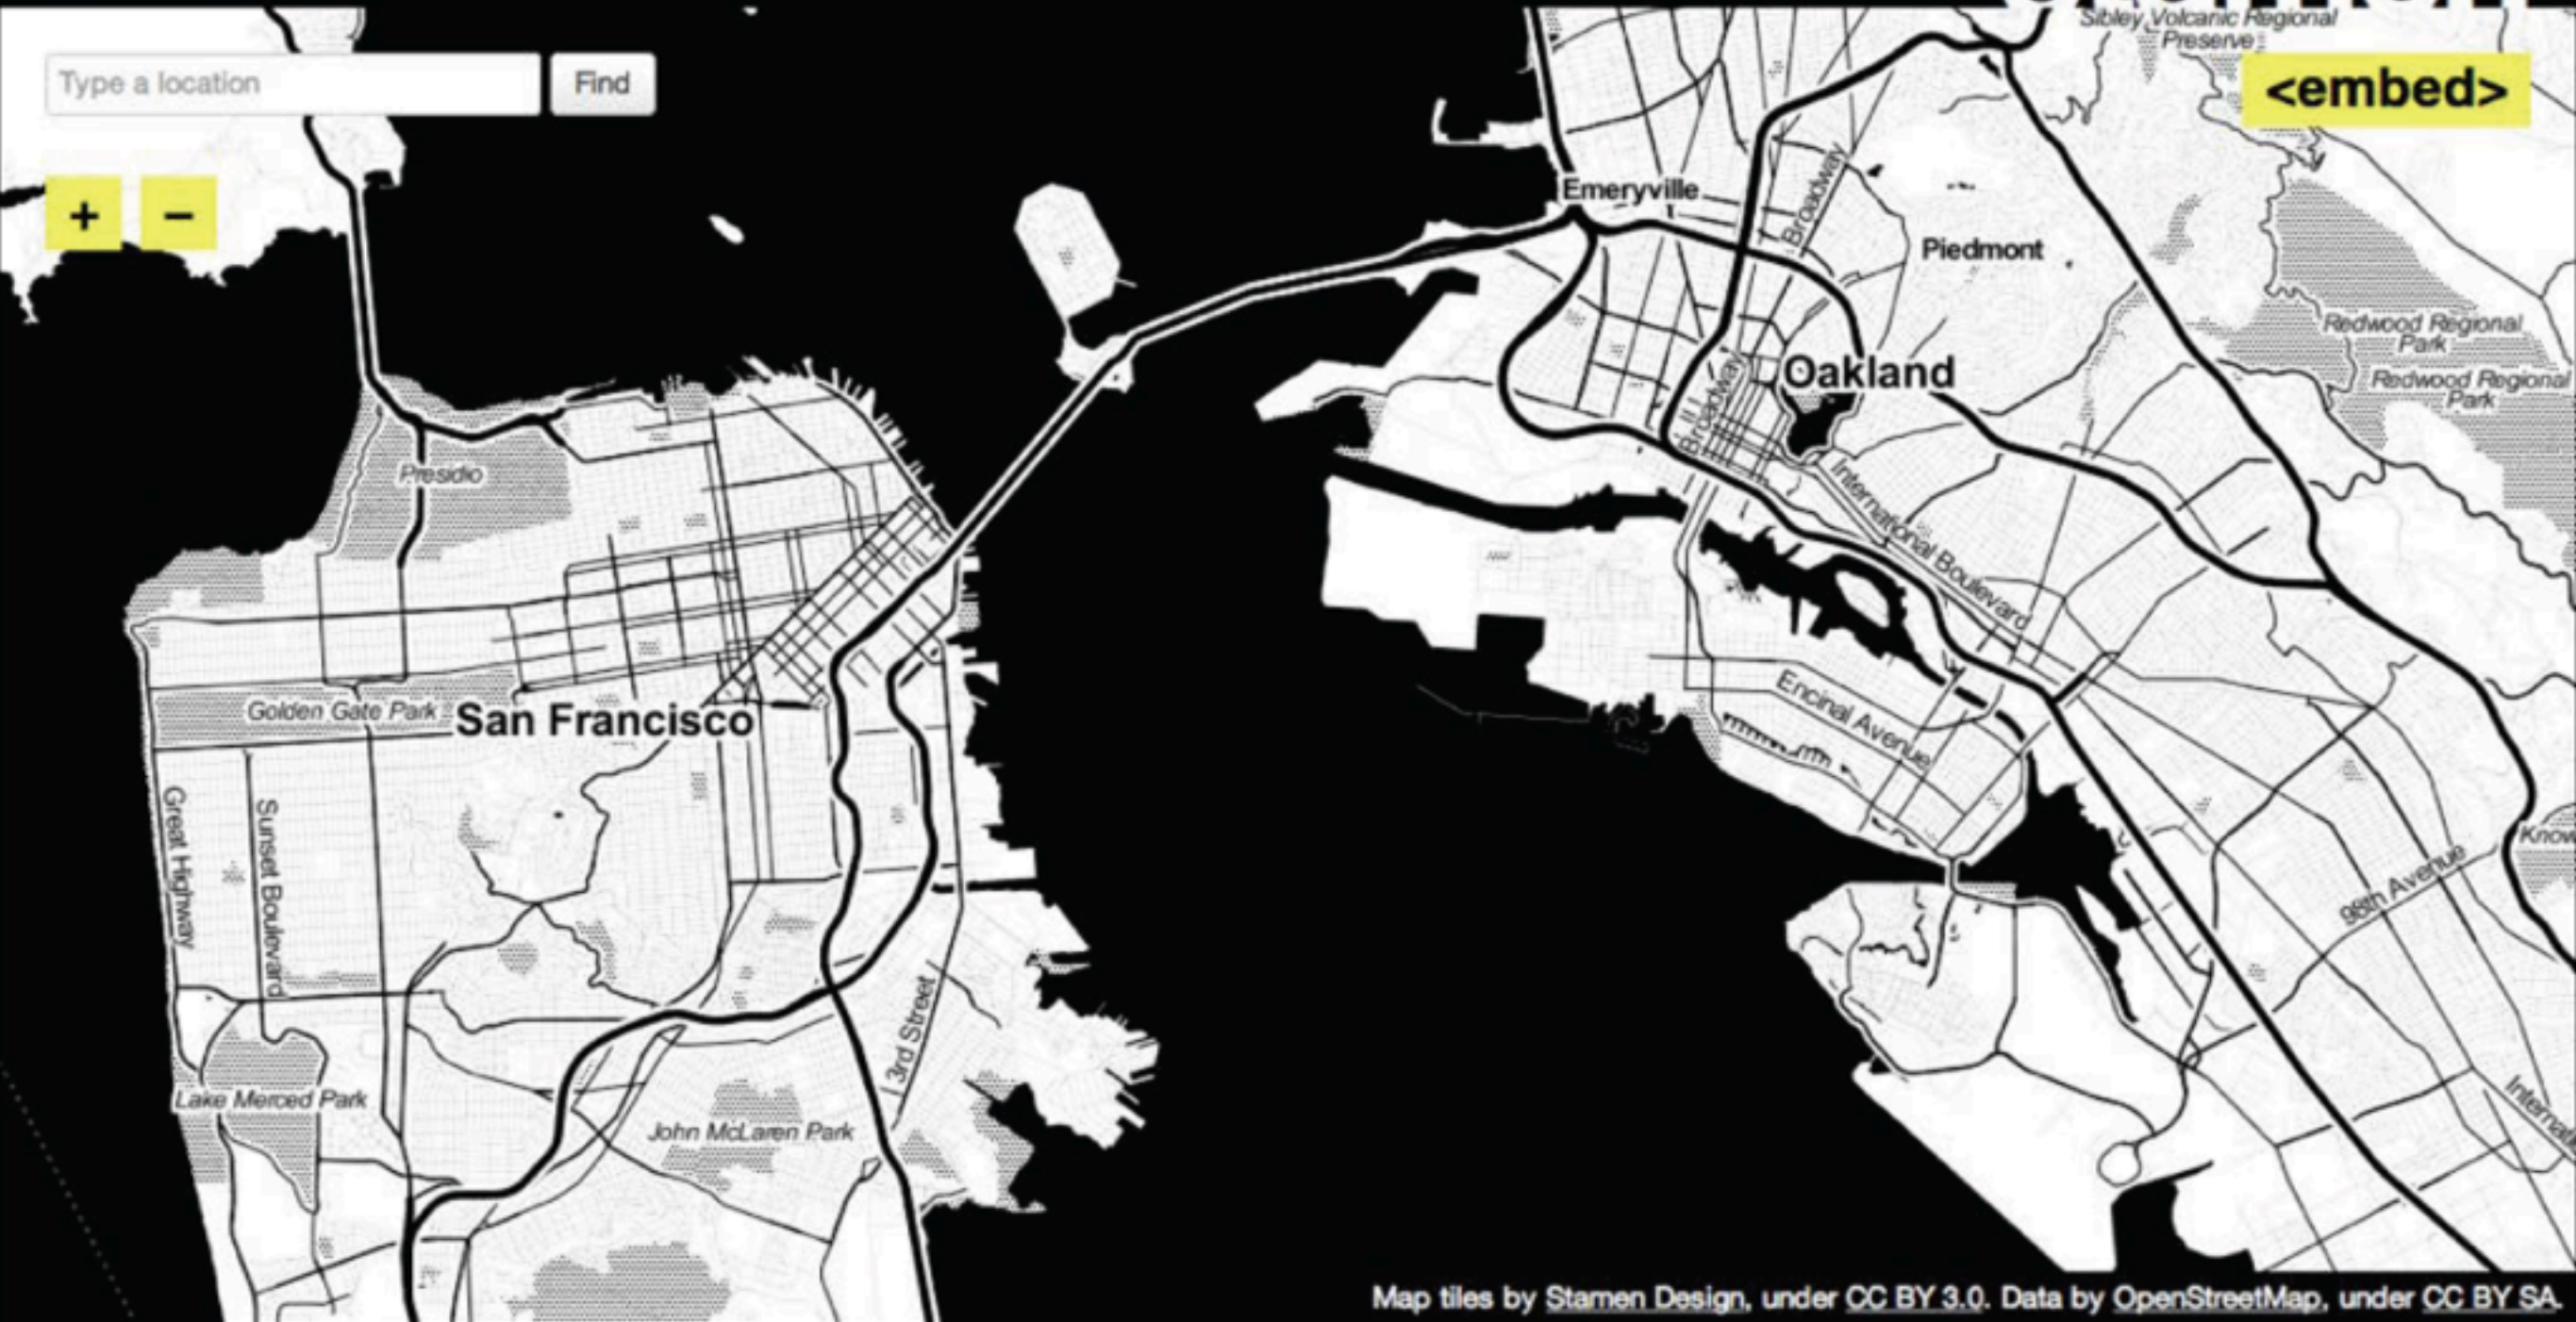 Sibley Volcanic Regional
Preserve
Type a location
Find
<embed>
+
−
Emeryville
Broadway
Piedmont
Redwood Regional
Park
Redwood Regional
Park
Oakland
Broadway
Presidio
International Boulevard
Golden Gate Park
San Francisco
Encinal Avenue
Great Highway
Sunset Boulevard
98th Avenue
3rd Street
Lake Merced Park
John McLaren Park
Map tiles by Stamen Design, under CC BY 3.0. Data by OpenStreetMap, under CC BY SA.